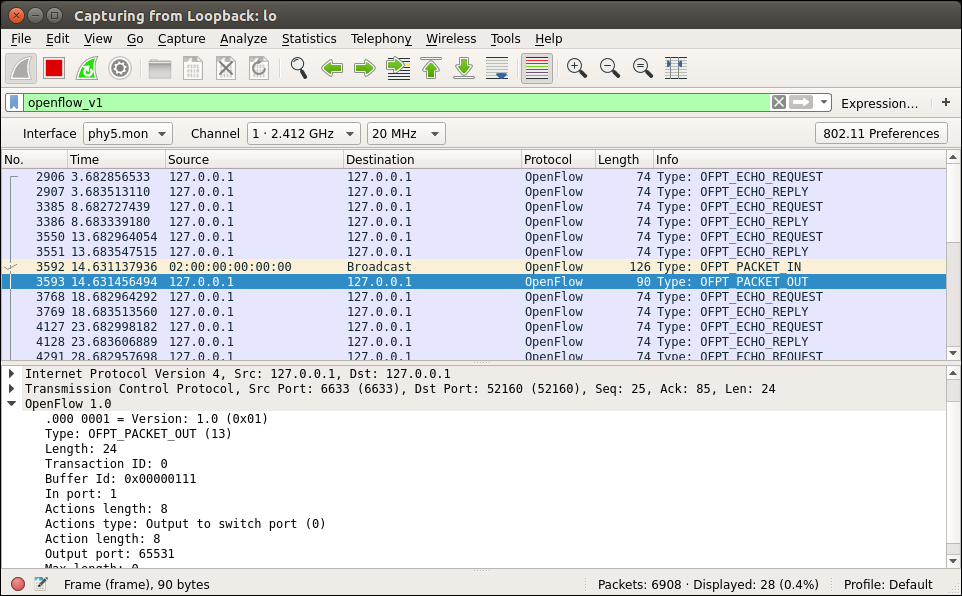 Capturing from Loopback: lo
File Edit View Go Capture Analyze Statistics Telephony Wireless Tools Help
openflow_v1 Expression… +
Interface phy5.mon Channel 1 · 2.412 GHz 20 MHz 802.11 Preferences
No. Time Source Destination Protocol Length Info
2906 3.682856533 127.0.0.1 127.0.0.1 OpenFlow 74 Type: OFPT_ECHO_REQUEST
2907 3.683513110 127.0.0.1 127.0.0.1 OpenFlow 74 Type: OFPT_ECHO_REPLY
3385 8.682727439 127.0.0.1 127.0.0.1 OpenFlow 74 Type: OFPT_ECHO_REQUEST
3386 8.683339180 127.0.0.1 127.0.0.1 OpenFlow 74 Type: OFPT_ECHO_REPLY
3550 13.682964054 127.0.0.1 127.0.0.1 OpenFlow 74 Type: OFPT_ECHO_REQUEST
3551 13.683547515 127.0.0.1 127.0.0.1 OpenFlow 74 Type: OFPT_ECHO_REPLY
3592 14.631137936 02:00:00:00:00:00 Broadcast OpenFlow 126 Type: OFPT_PACKET_IN
3593 14.631456494 127.0.0.1 127.0.0.1 OpenFlow 90 Type: OFPT_PACKET_OUT
3768 18.682964292 127.0.0.1 127.0.0.1 OpenFlow 74 Type: OFPT_ECHO_REQUEST
3769 18.683513560 127.0.0.1 127.0.0.1 OpenFlow 74 Type: OFPT_ECHO_REPLY
4127 23.682998182 127.0.0.1 127.0.0.1 OpenFlow 74 Type: OFPT_ECHO_REQUEST
4128 23.683606889 127.0.0.1 127.0.0.1 OpenFlow 74 Type: OFPT_ECHO_REPLY
4291 28.682957698 127.0.0.1 127.0.0.1 OpenFlow 74 Type: OFPT_ECHO_REQUEST
Internet Protocol Version 4, Src: 127.0.0.1, Dst: 127.0.0.1
Transmission Control Protocol, Src Port: 6633 (6633), Dst Port: 52160 (52160), Seq: 25, Ack: 85, Len: 24
OpenFlow 1.0
.000 0001 = Version: 1.0 (0x01)
Type: OFPT_PACKET_OUT (13)
Length: 24
Transaction ID: 0
Buffer Id: 0x00000111
In port: 1
Actions length: 8
Actions type: Output to switch port (0)
Action length: 8
Output port: 65531
Max length: 0
Frame (frame), 90 bytes Packets: 6908 · Displayed: 28 (0.4%) Profile: Default